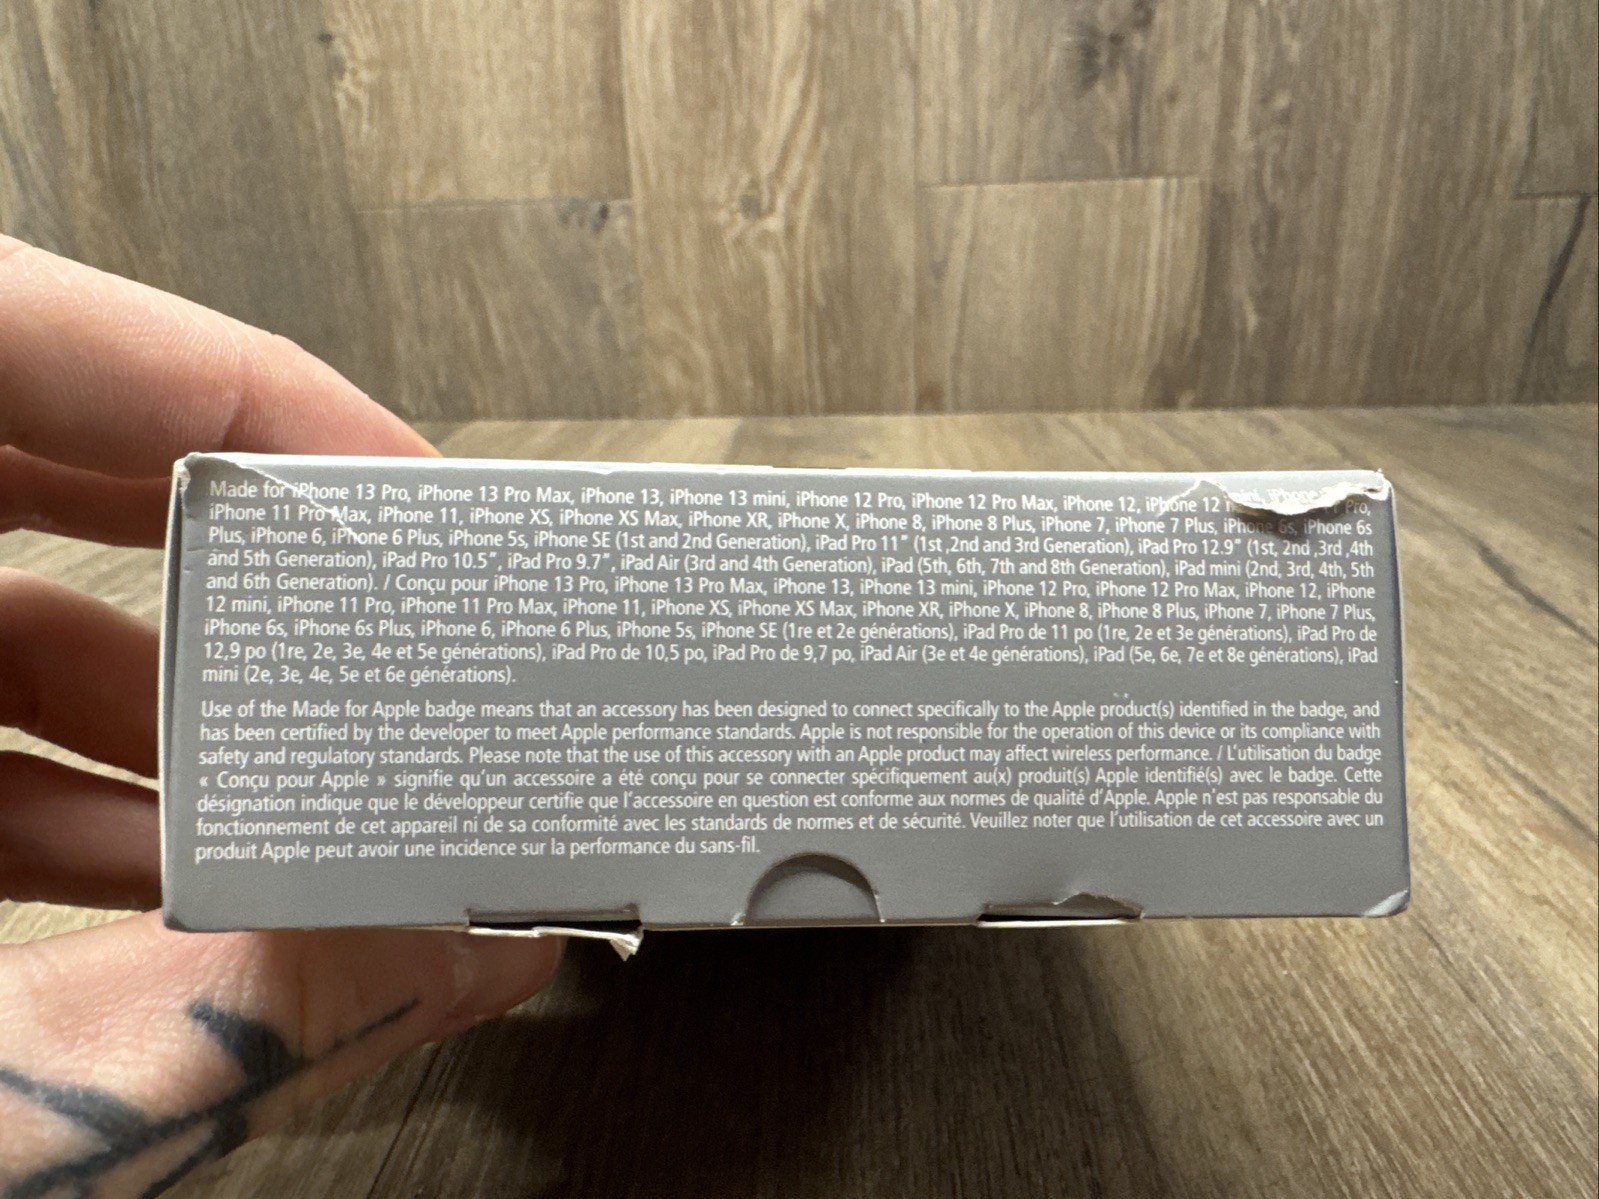 Made for iPhone 13 Pro, iPhone 13 Pro Max, iPhone 13, iPhone 13 mini, iPhone 12 Pro, iPhone 12 Pro Max, iPhone 12, iPhone 12 mini, iPhone Pro,
iPhone 11 Pro Max, iPhone 11, iPhone XS, iPhone XS Max, iPhone XR, iPhone X, iPhone 8, iPhone 8 Plus, iPhone 7, iPhone 7 Plus, iPhone 6s, iPhone 6s
Plus, iPhone 6, iPhone 6 Plus, iPhone 5s, iPhone SE (1st and 2nd Generation), iPad Pro 11" (1st ,2nd and 3rd Generation), iPad Pro 12.9" (1st, 2nd ,3rd ,4th
and 5th Generation), iPad Pro 10.5", iPad Pro 9.7", iPad Air (3rd and 4th Generation), iPad (5th, 6th, 7th and 8th Generation), iPad mini (2nd, 3rd, 4th, 5th
and 6th Generation). / Conçu pour iPhone 13 Pro, iPhone 13 Pro Max, iPhone 13, iPhone 13 mini, iPhone 12 Pro, iPhone 12 Pro Max, iPhone 12, iPhone
12 mini, iPhone 11 Pro, iPhone 11 Pro Max, iPhone 11, iPhone XS, iPhone XS Max, iPhone XR, iPhone X, iPhone 8, iPhone 8 Plus, iPhone 7, iPhone 7 Plus,
iPhone 6s, iPhone 6s Plus, iPhone 6, iPhone 6 Plus, iPhone 5s, iPhone SE (1re et 2e générations), iPad Pro de 11 po (1re, 2e et 3e générations), iPad Pro de
12,9 po (1re, 2e, 3e, 4e et 5e générations), iPad Pro de 10,5 po, iPad Pro de 9,7 po, iPad Air (3e et 4e générations), iPad (5e, 6e, 7e et 8e générations), iPad
mini (2e, 3e, 4e, 5e et 6e générations).
Use of the Made for Apple badge means that an accessory has been designed to connect specifically to the Apple product(s) identified in the badge, and
has been certified by the developer to meet Apple performance standards. Apple is not responsible for the operation of this device or its compliance with
safety and regulatory standards. Please note that the use of this accessory with an Apple product may affect wireless performance. / L'utilisation du badge
« Conçu pour Apple » signifie qu'un accessoire a été conçu pour se connecter spécifiquement au(x) produit(s) Apple identifié(s) avec le badge. Cette
désignation indique que le développeur certifie que l'accessoire en question est conforme aux normes de qualité d'Apple. Apple n'est pas responsable du
fonctionnement de cet appareil ni de sa conformité avec les standards de normes et de sécurité. Veuillez noter que l'utilisation de cet accessoire avec un
produit Apple peut avoir une incidence sur la performance du sans-fil.